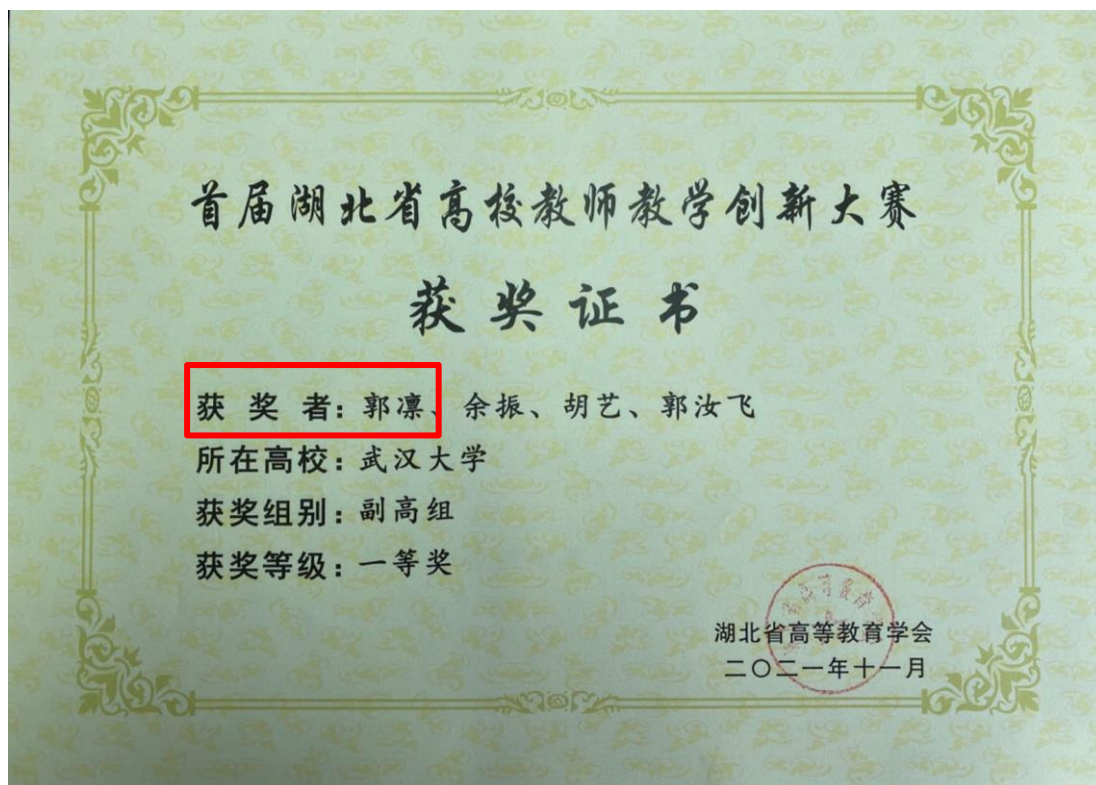 首届湖北省高校教师教学创新大赛
获奖证书
获奖者：郭凛、余振、胡艺、郭汝飞
所在高校：武汉大学
获奖组别：副高组
获奖等级：一等奖
湖北省高等教育学会
二〇二一年十一月